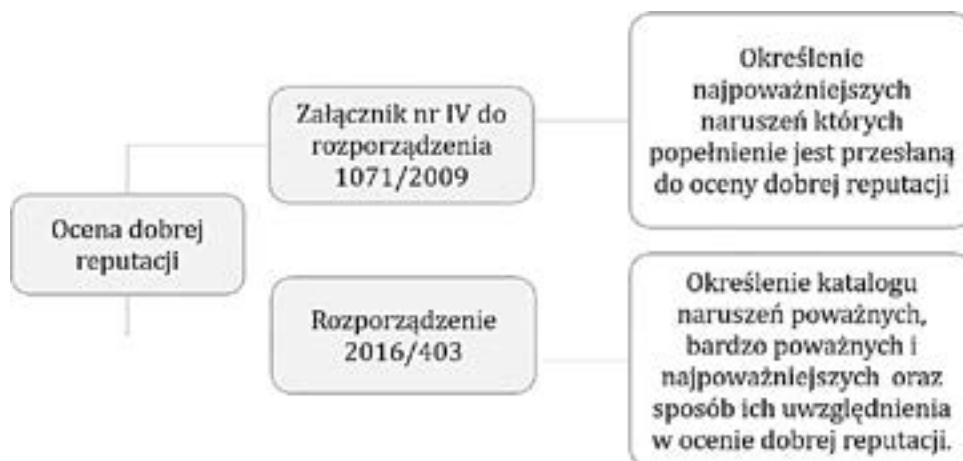 Ocena dobrej
reputacji
Załącznik nr IV do
rozporządzenia
1071/2009
Określenie
najpoważniejszych
naruszeń których
popełnienie jest przesłaną
do oceny dobrej reputacji
Rozporządzenie
2016/403
Określenie katalogu
naruszeń poważnych,
bardzo poważnych i
najpoważniejszych oraz
sposób ich uwzględnienia
w ocenie dobrej reputacji.